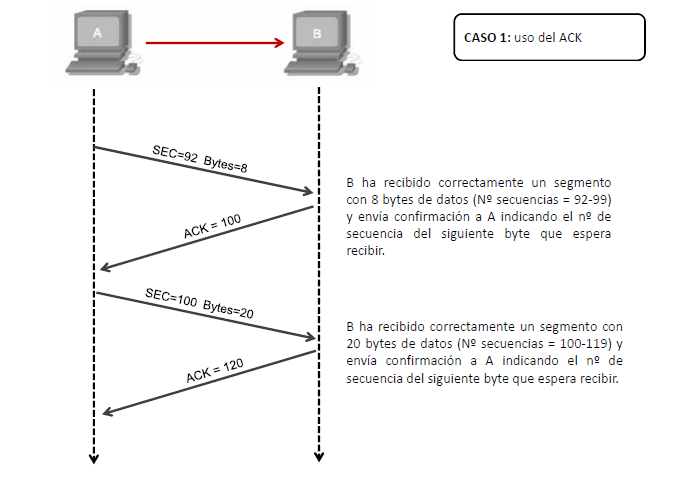 A
B
CASO 1: uso del ACK
SEC=92 Bytes=8
B ha recibido correctamente un segmento
con 8 bytes de datos (Nº secuencias = 92-99)
y envía confirmación a A indicando el nº de
secuencia del siguiente byte que espera
recibir.
ACK = 100
SEC=100 Bytes=20
B ha recibido correctamente un segmento con
20 bytes de datos (Nº secuencias = 100-119) y
envía confirmación a A indicando el nº de
secuencia del siguiente byte que espera recibir.
ACK = 120